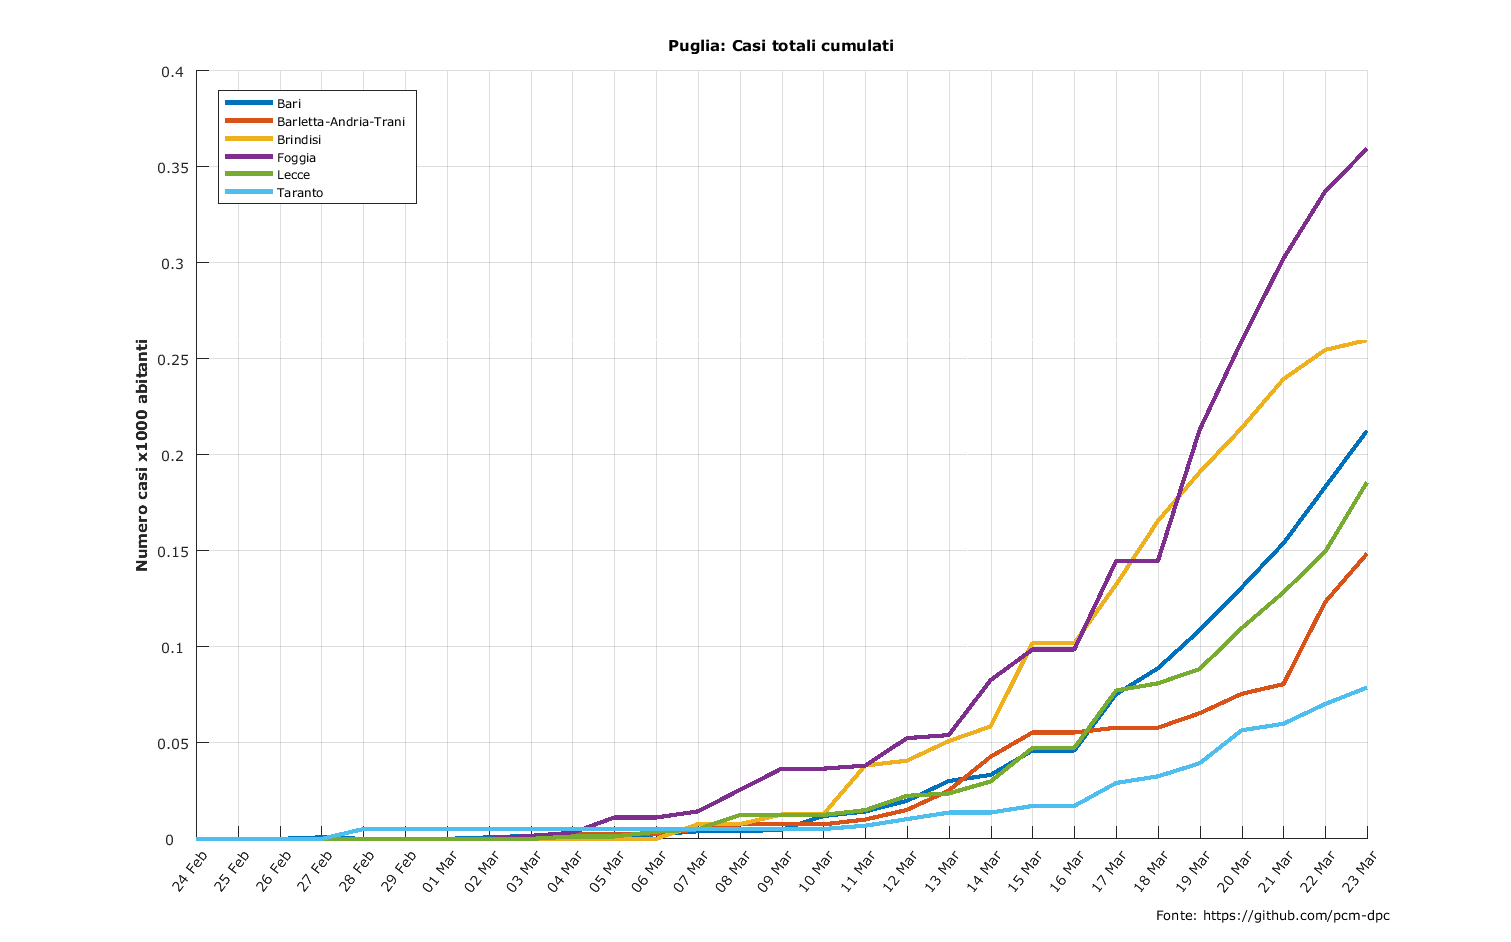 Puglia: Casi totali cumulati
Numero casi x1000 abitanti
0.4
0.35
0.3
0.25
0.2
0.15
0.1
0.05
0
Bari
Barletta-Andria-Trani
Brindisi
Foggia
Lecce
Taranto
24 Feb
25 Feb
26 Feb
27 Feb
28 Feb
29 Feb
01 Mar
02 Mar
03 Mar
04 Mar
05 Mar
06 Mar
07 Mar
08 Mar
09 Mar
10 Mar
11 Mar
12 Mar
13 Mar
14 Mar
15 Mar
16 Mar
17 Mar
18 Mar
19 Mar
20 Mar
21 Mar
22 Mar
23 Mar
Fonte: https://github.com/pcm-dpc